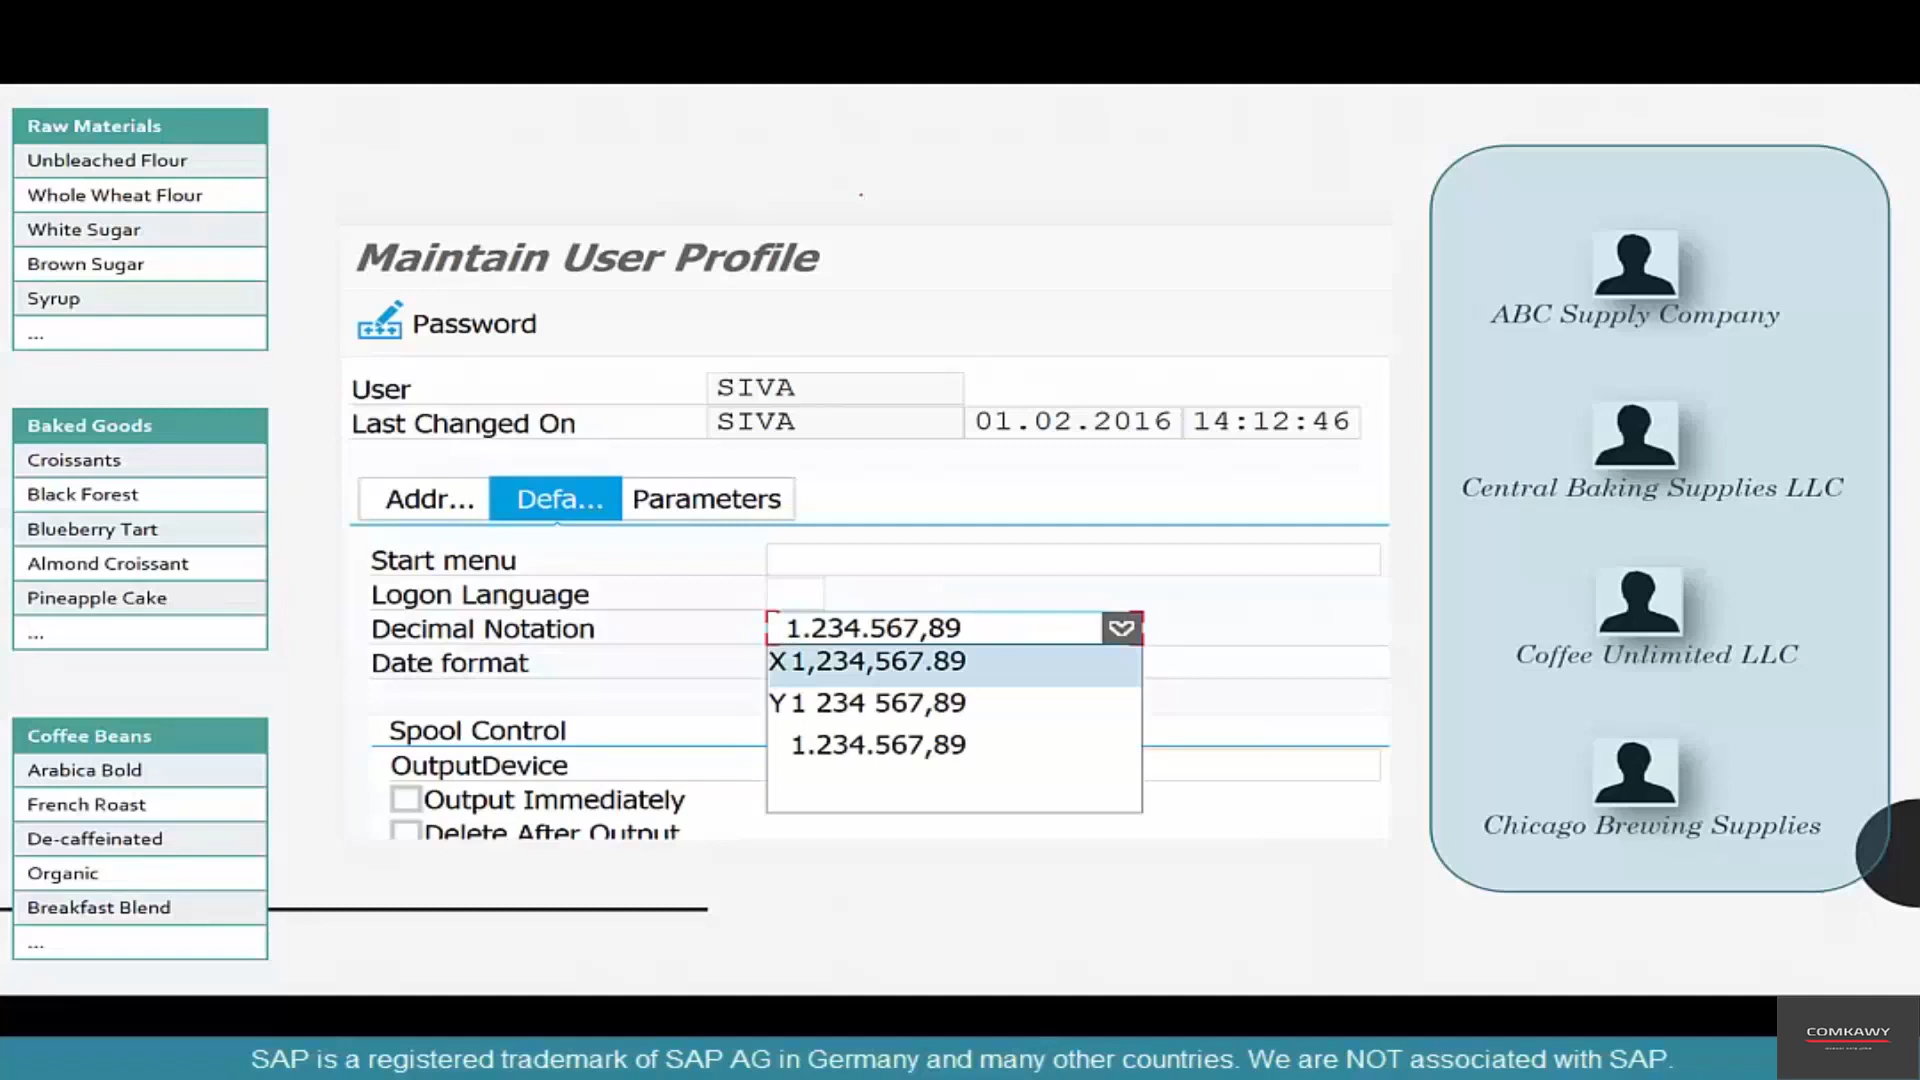 Raw Materials
Unbleached Flour
Whole Wheat Flour
White Sugar
Brown Sugar
Syrup
...
Baked Goods
Croissants
Black Forest
Blueberry Tart
Almond Croissant
Pineapple Cake
...
Coffee Beans
Arabica Bold
French Roast
De-caffeinated
Organic
Breakfast Blend
...
Maintain User Profile
Password
User SIVA
Last Changed On SIVA 01.02.2016 14:12:46
Addr... Defa... Parameters
Start menu
Logon Language
Decimal Notation 1.234.567,89
Date format X 1,234,567.89
Y 1 234 567,89
Spool Control 1.234.567,89
OutputDevice
Output Immediately
Delete After Output
ABC Supply Company
Central Baking Supplies LLC
Coffee Unlimited LLC
Chicago Brewing Supplies
COMKAWY
SAP is a registered trademark of SAP AG in Germany and many other countries. We are NOT associated with SAP.